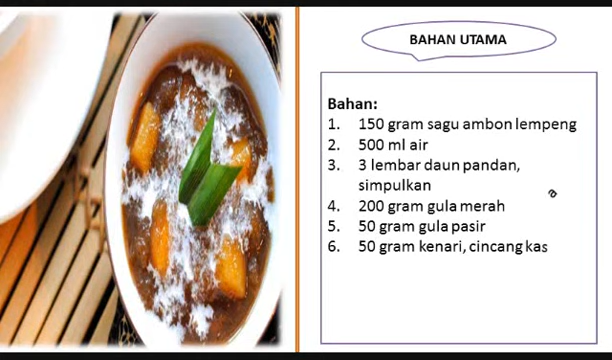 BAHAN UTAMA
Bahan:
1. 150 gram sagu ambon lempeng
2. 500 ml air
3. 3 lembar daun pandan,
simpulkan
4. 200 gram gula merah
5. 50 gram gula pasir
6. 50 gram kenari, cincang kas